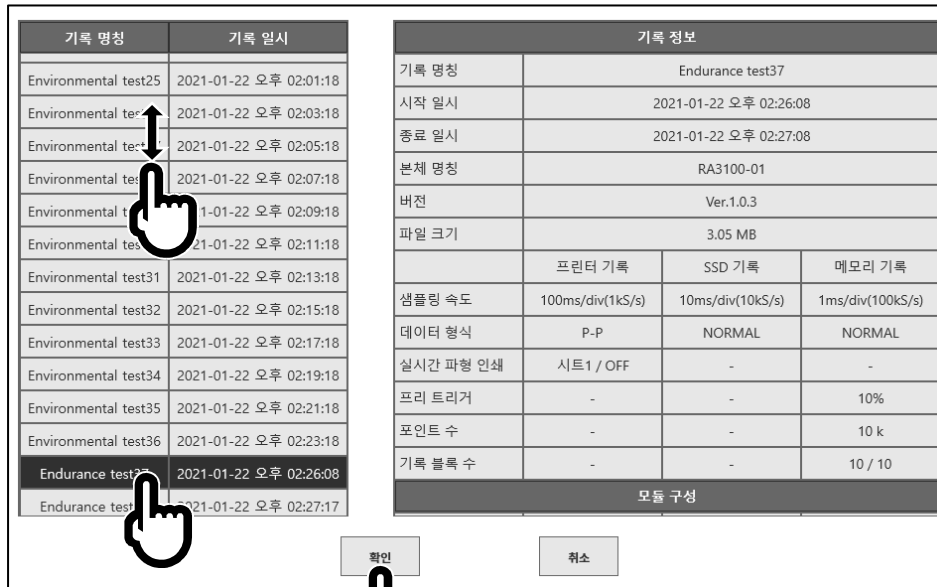 기록 명칭 기록 일시
Environmental test25 2021-01-22 오후 02:01:18
Environmental 2021-01-22 오후 02:03:18
Environmental 2021-01-22 오후 02:05:18
Environmental 2021-01-22 오후 02:07:18
Environmental 오후 02:09:18
Environmental 오후 02:11:18
Environmental test31 2021-01-22 오후 02:13:18
Environmental test32 2021-01-22 오후 02:15:18
Environmental test33 2021-01-22 오후 02:17:18
Environmental test34 2021-01-22 오후 02:19:18
Environmental test35 2021-01-22 오후 02:21:18
Environmental test36 2021-01-22 오후 02:23:18
Endurance test37 2021-01-22 오후 02:26:08
Endurance 2021-01-22 오후 02:27:17
기록 정보
기록 명칭 Endurance test37
시작 일시 2021-01-22 오후 02:26:08
종료 일시 2021-01-22 오후 02:27:08
본체 명칭 RA3100-01
버전 Ver.1.0.3
파일 크기 3.05 MB
프린터 기록 SSD 기록 메모리 기록
샘플링 속도 100ms/div(1kS/s) 10ms/div(10kS/s) 1ms/div(100kS/s)
데이터 형식 P-P NORMAL NORMAL
실시간 파형 인쇄 시트1 / OFF - -
프리 트리거 - - 10%
포인트 수 - - 10 k
기록 블록 수 - - 10 / 10
모듈 구성
확인 취소